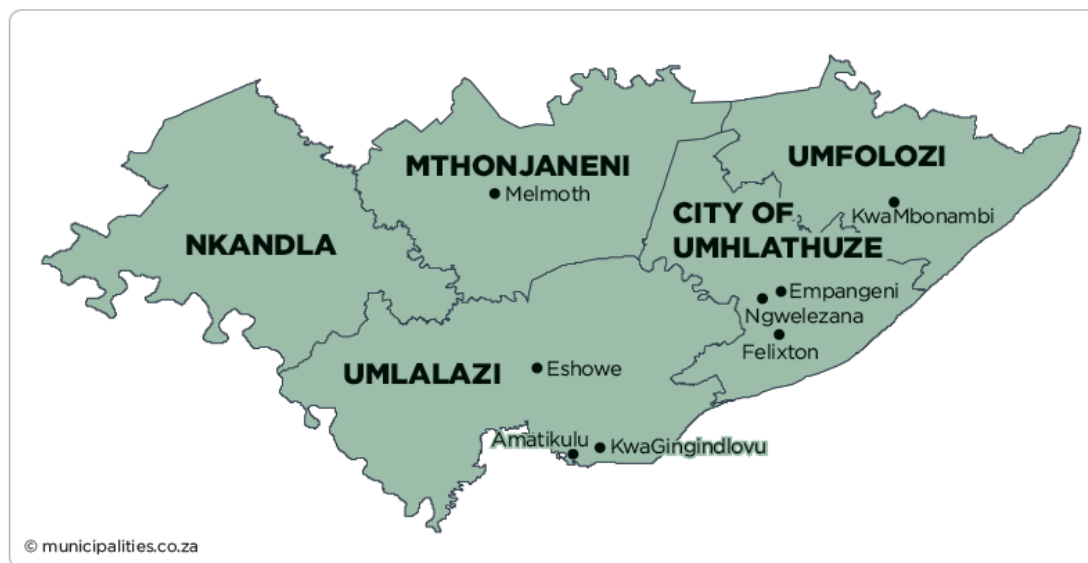 MTHONJANENI
Melmoth
UMFOLOZI
KwaMbonambi
CITY OF
UMHLATHUZE
NKANDLA
Empangeni
Ngwelezana
Felixton
UMLALAZI
Eshowe
Amatikulu
KwaGingindlovu
© municipalities.co.za